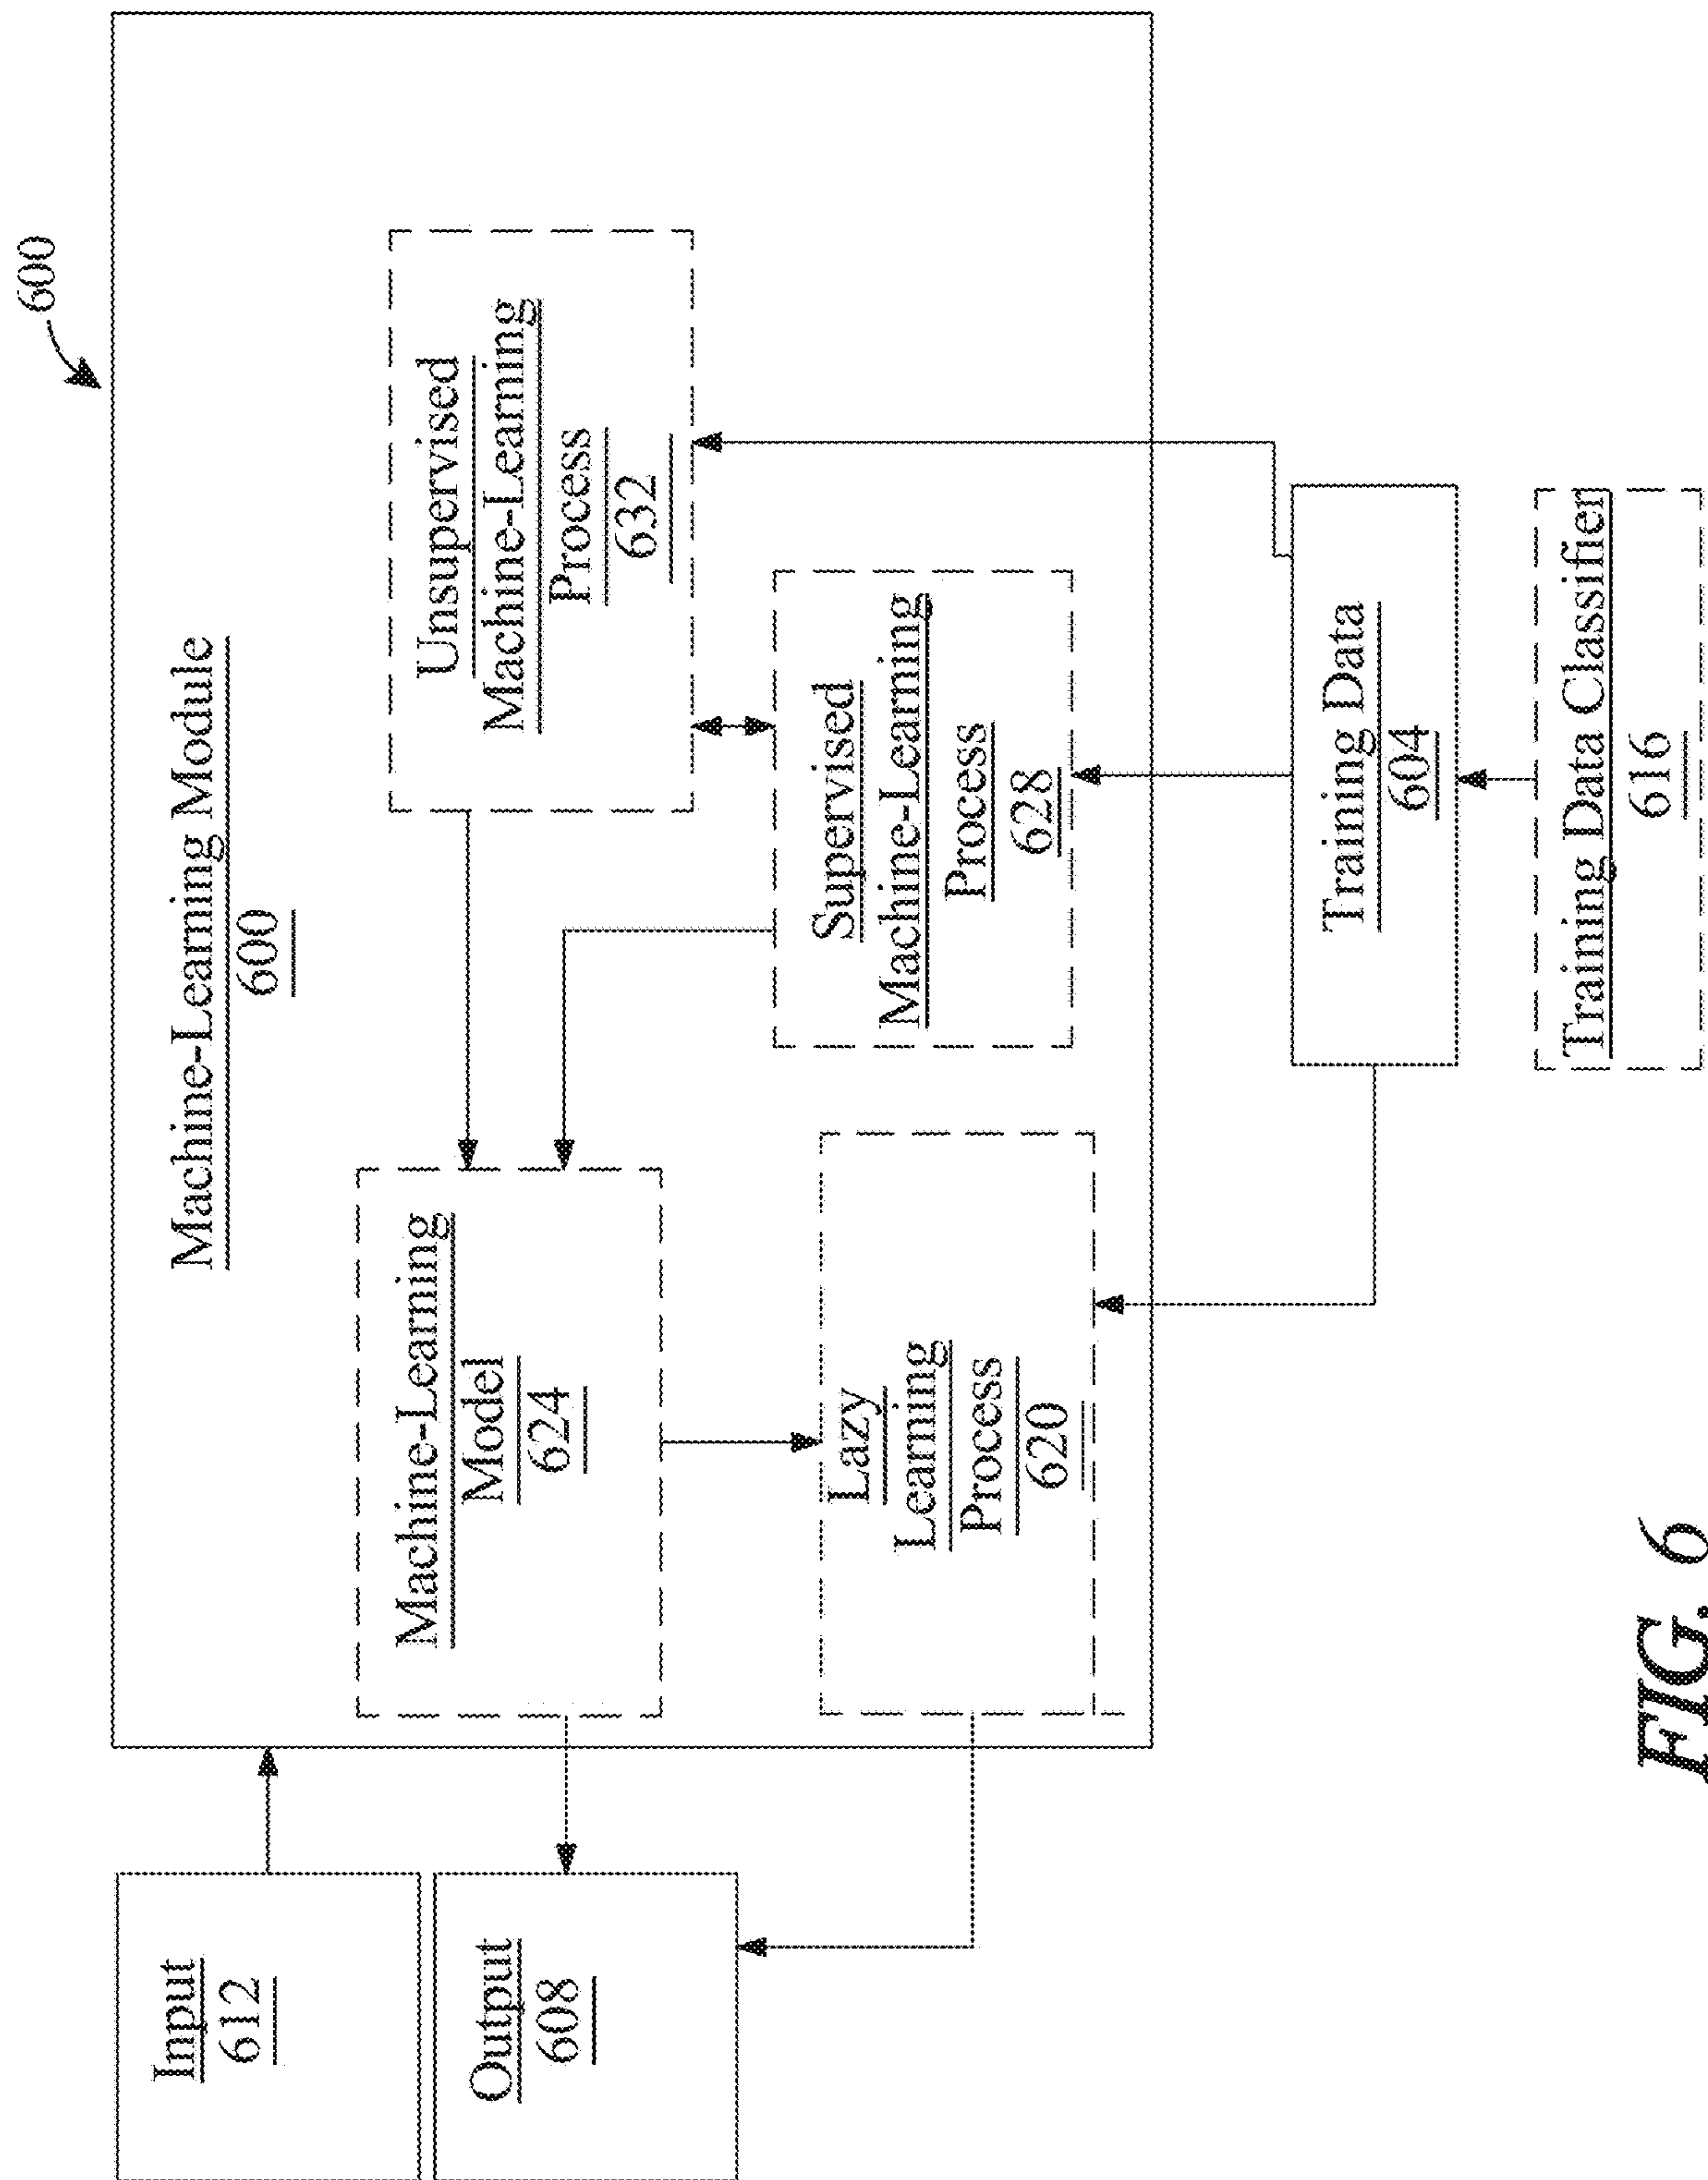 600
Machine-Learning Module
600
Input
612
Output
608
Machine-Learning
Model
624
Unsupervised
Machine-Learning
Process
632
Lazy
Learning
Process
620
Supervised
Machine-Learning
Process
628
Training Data
604
Training Data Classifier
616
FIG. 6